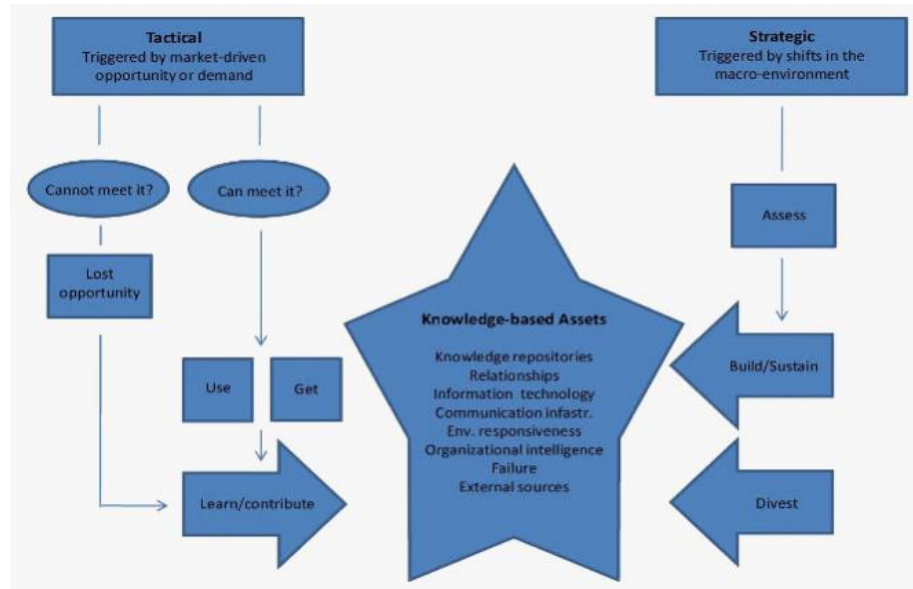 Tactical
Triggered by market-driven
opportunity or demand
Strategic
Triggered by shifts in the
macro-environment
Cannot meet it?
Can meet it?
Assess
Lost
opportunity
Use
Get
Learn/contribute
Knowledge-based Assets
Knowledge repositories
Relationships
Information technology
Communication infastr.
Env. responsiveness
Organizational intelligence
Failure
External sources
Build/Sustain
Divest